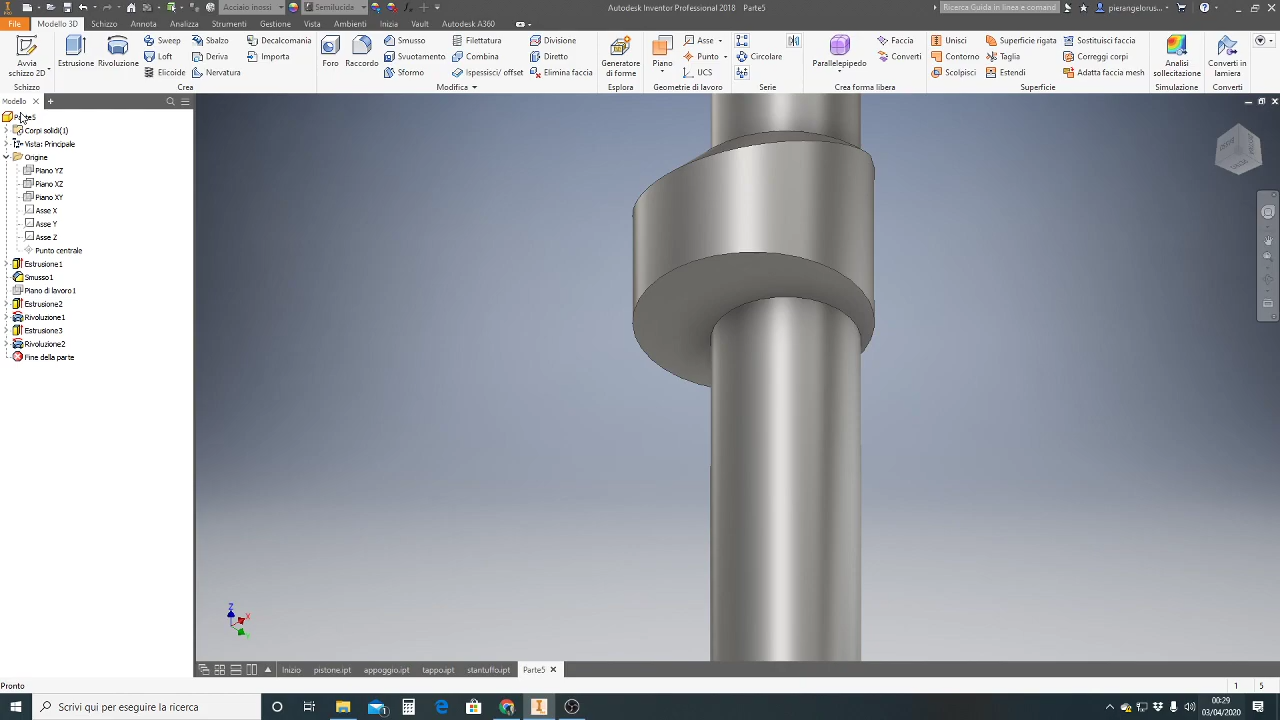 Acciaio inossi
Semilucida
Autodesk Inventor Professional 2018 Parte5
Ricerca Guida in linea e comand
pierangelorus...
File
Modello 3D
Schizzo
Annota
Analizza
Strumenti
Gestione
Vista
Ambienti
Inizia
Vault
Autodesk A360
Avvia
schizzo 2D
Schizzo
Estrusione
Rivoluzione
Sweep
Loft
Elicoide
Sbalzo
Deriva
Nervatura
Decalcomania
Importa
Crea
Foro
Raccordo
Smusso
Svuotamento
Sformo
Filettatura
Combina
Ispessisci/ offset
Divisione
Diretto
Elimina faccia
Modifica
Generatore
di forme
Esplora
Piano
Asse
Punto
UCS
Geometria di lavoro
Circolare
Serie
Parallelepipedo
Faccia
Converti
Crea forma libera
Unisci
Contorno
Scolpisci
Superficie rigata
Taglia
Estendi
Sostituisci faccia
Correggi corpi
Adatta faccia mesh
Superficie
Analisi
sollecitazione
Simulazione
Converti in
lamiera
Converti
Modello
Parte5
Corpi solidi(1)
Vista: Principale
Origine
Piano YZ
Piano XZ
Piano XY
Asse X
Asse Y
Asse Z
Punto centrale
Estrusione1
Smusso1
Piano di lavoro1
Estrusione2
Rivoluzione1
Estrusione3
Rivoluzione2
Fine della parte
Z
X
Inizio
pistone.ipt
appoggio.ipt
tappo.ipt
stantuffo.ipt
Parte5
Pronto
1
5
Scrivi qui per eseguire la ricerca
00:29
03/04/2020